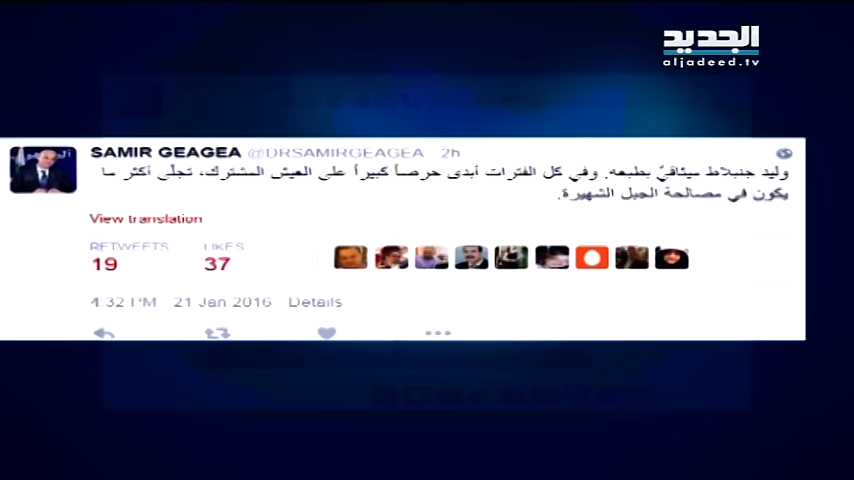 الجديد
aljadeed.tv
SAMIR GEAGEA @DRSAMIRGEAGEA 2h
وليد جنبلاط ميثاقيٌ بطبعه. وفي كل الفترات أبدى حرصاً كبيراً على العيش المشترك، تجلّى أكثر ما
يكون في مصالحة الجبل الشهيرة.
View translation
RETWEETS LIKES
19 37
4:32 PM 21 Jan 2016 Details